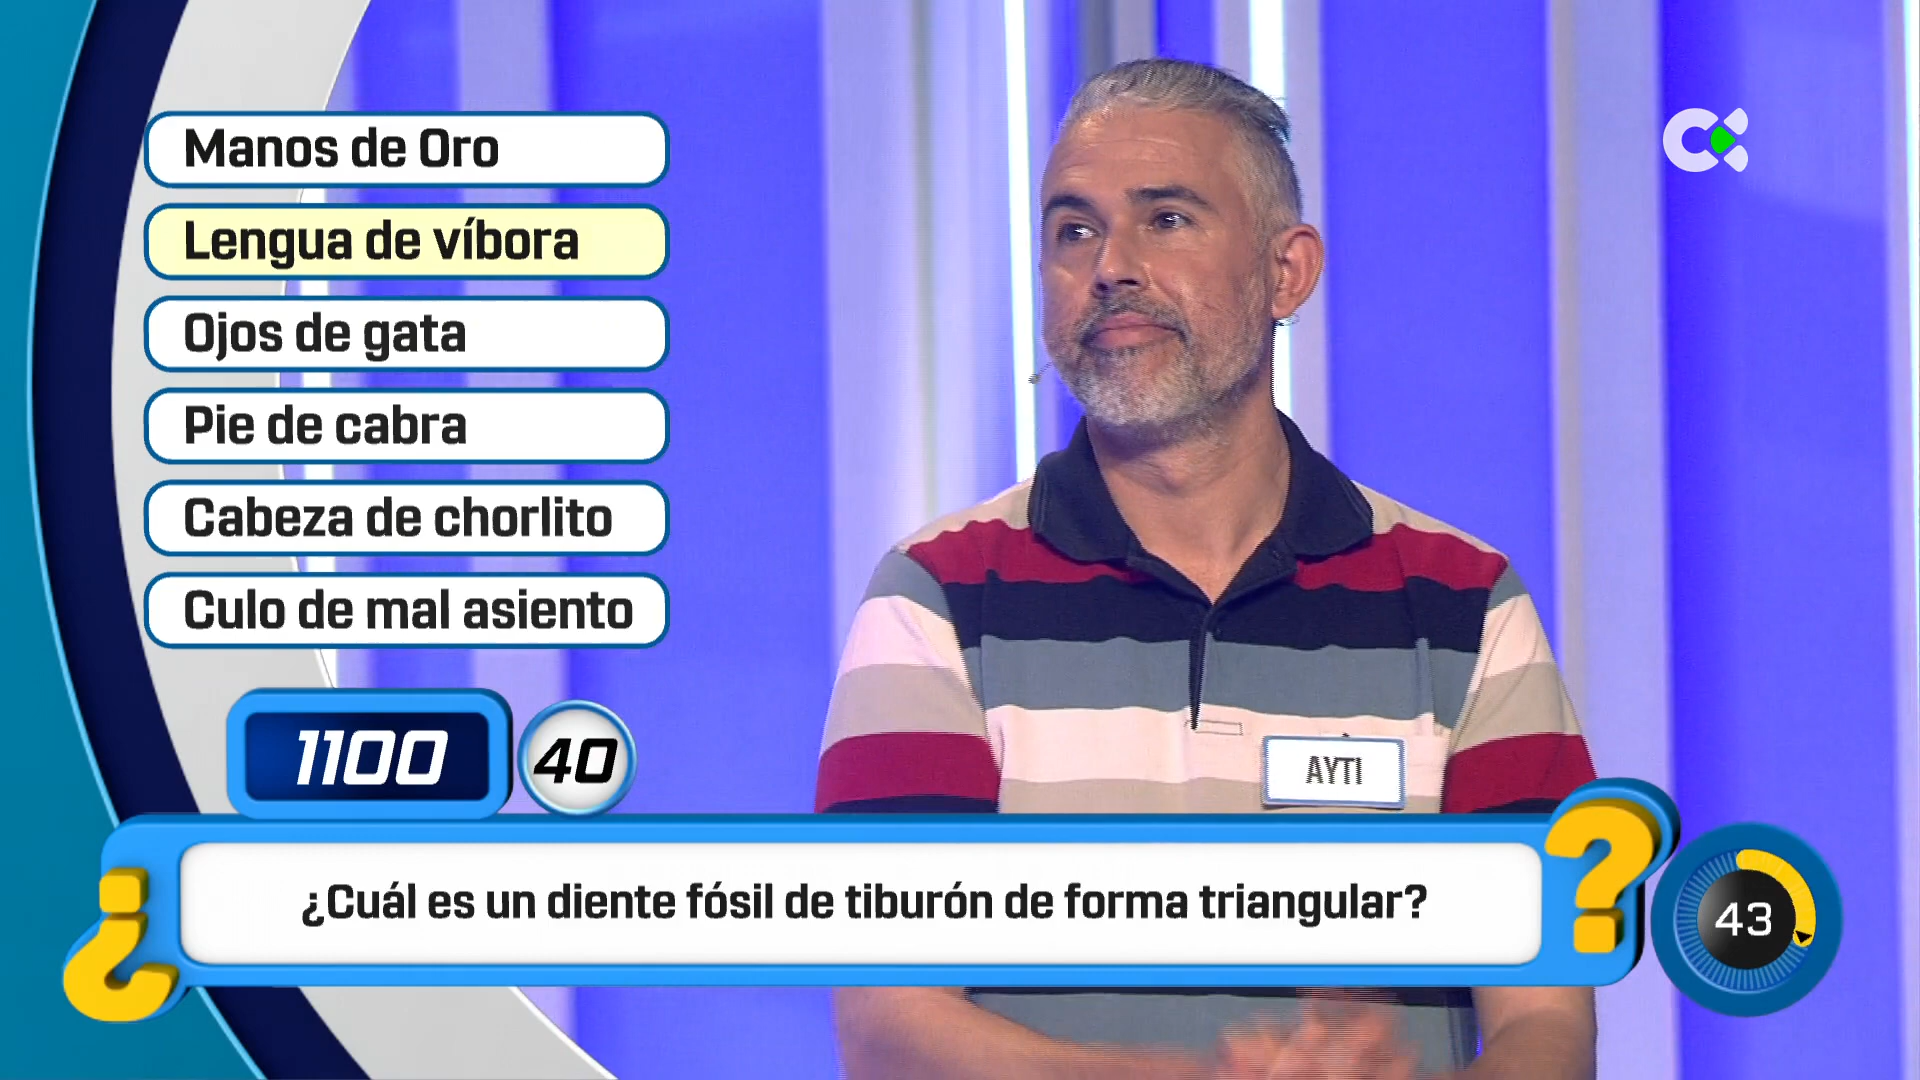 Manos de Oro
Lengua de víbora
Ojos de gata
Pie de cabra
Cabeza de chorlito
Culo de mal asiento
1100
40
AYTI
¿Cuál es un diente fósil de tiburón de forma triangular?
43